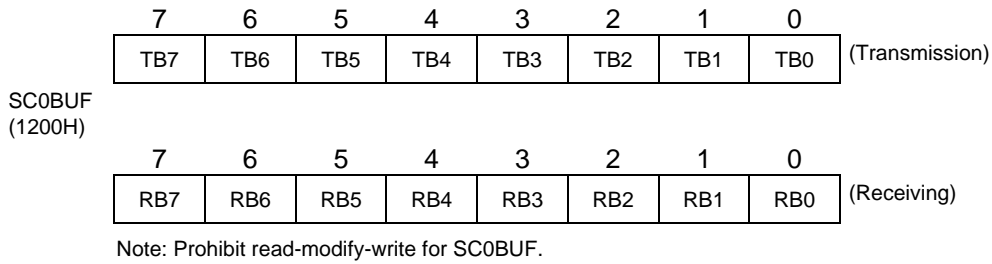 7 6 5 4 3 2 1 0
TB7 TB6 TB5 TB4 TB3 TB2 TB1 TB0 (Transmission)
SC0BUF
(1200H)
7 6 5 4 3 2 1 0
RB7 RB6 RB5 RB4 RB3 RB2 RB1 RB0 (Receiving)
Note: Prohibit read-modify-write for SC0BUF.